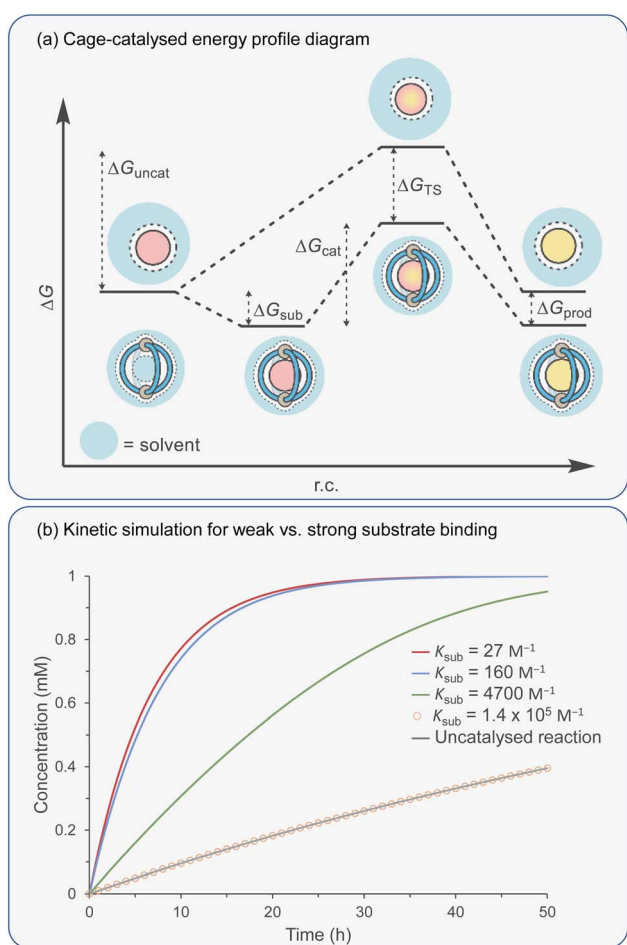 (a) Cage-catalysed energy profile diagram
ΔG
ΔGuncat
ΔGsub
ΔGcat
ΔGTS
ΔGprod
= solvent
r.c.
(b) Kinetic simulation for weak vs. strong substrate binding
Concentration (mM)
1
0.8
0.6
0.4
0.2
0
Ksub = 27 M⁻¹
Ksub = 160 M⁻¹
Ksub = 4700 M⁻¹
Ksub = 1.4 x 10⁵ M⁻¹
Uncatalysed reaction
0 10 20 30 40 50
Time (h)